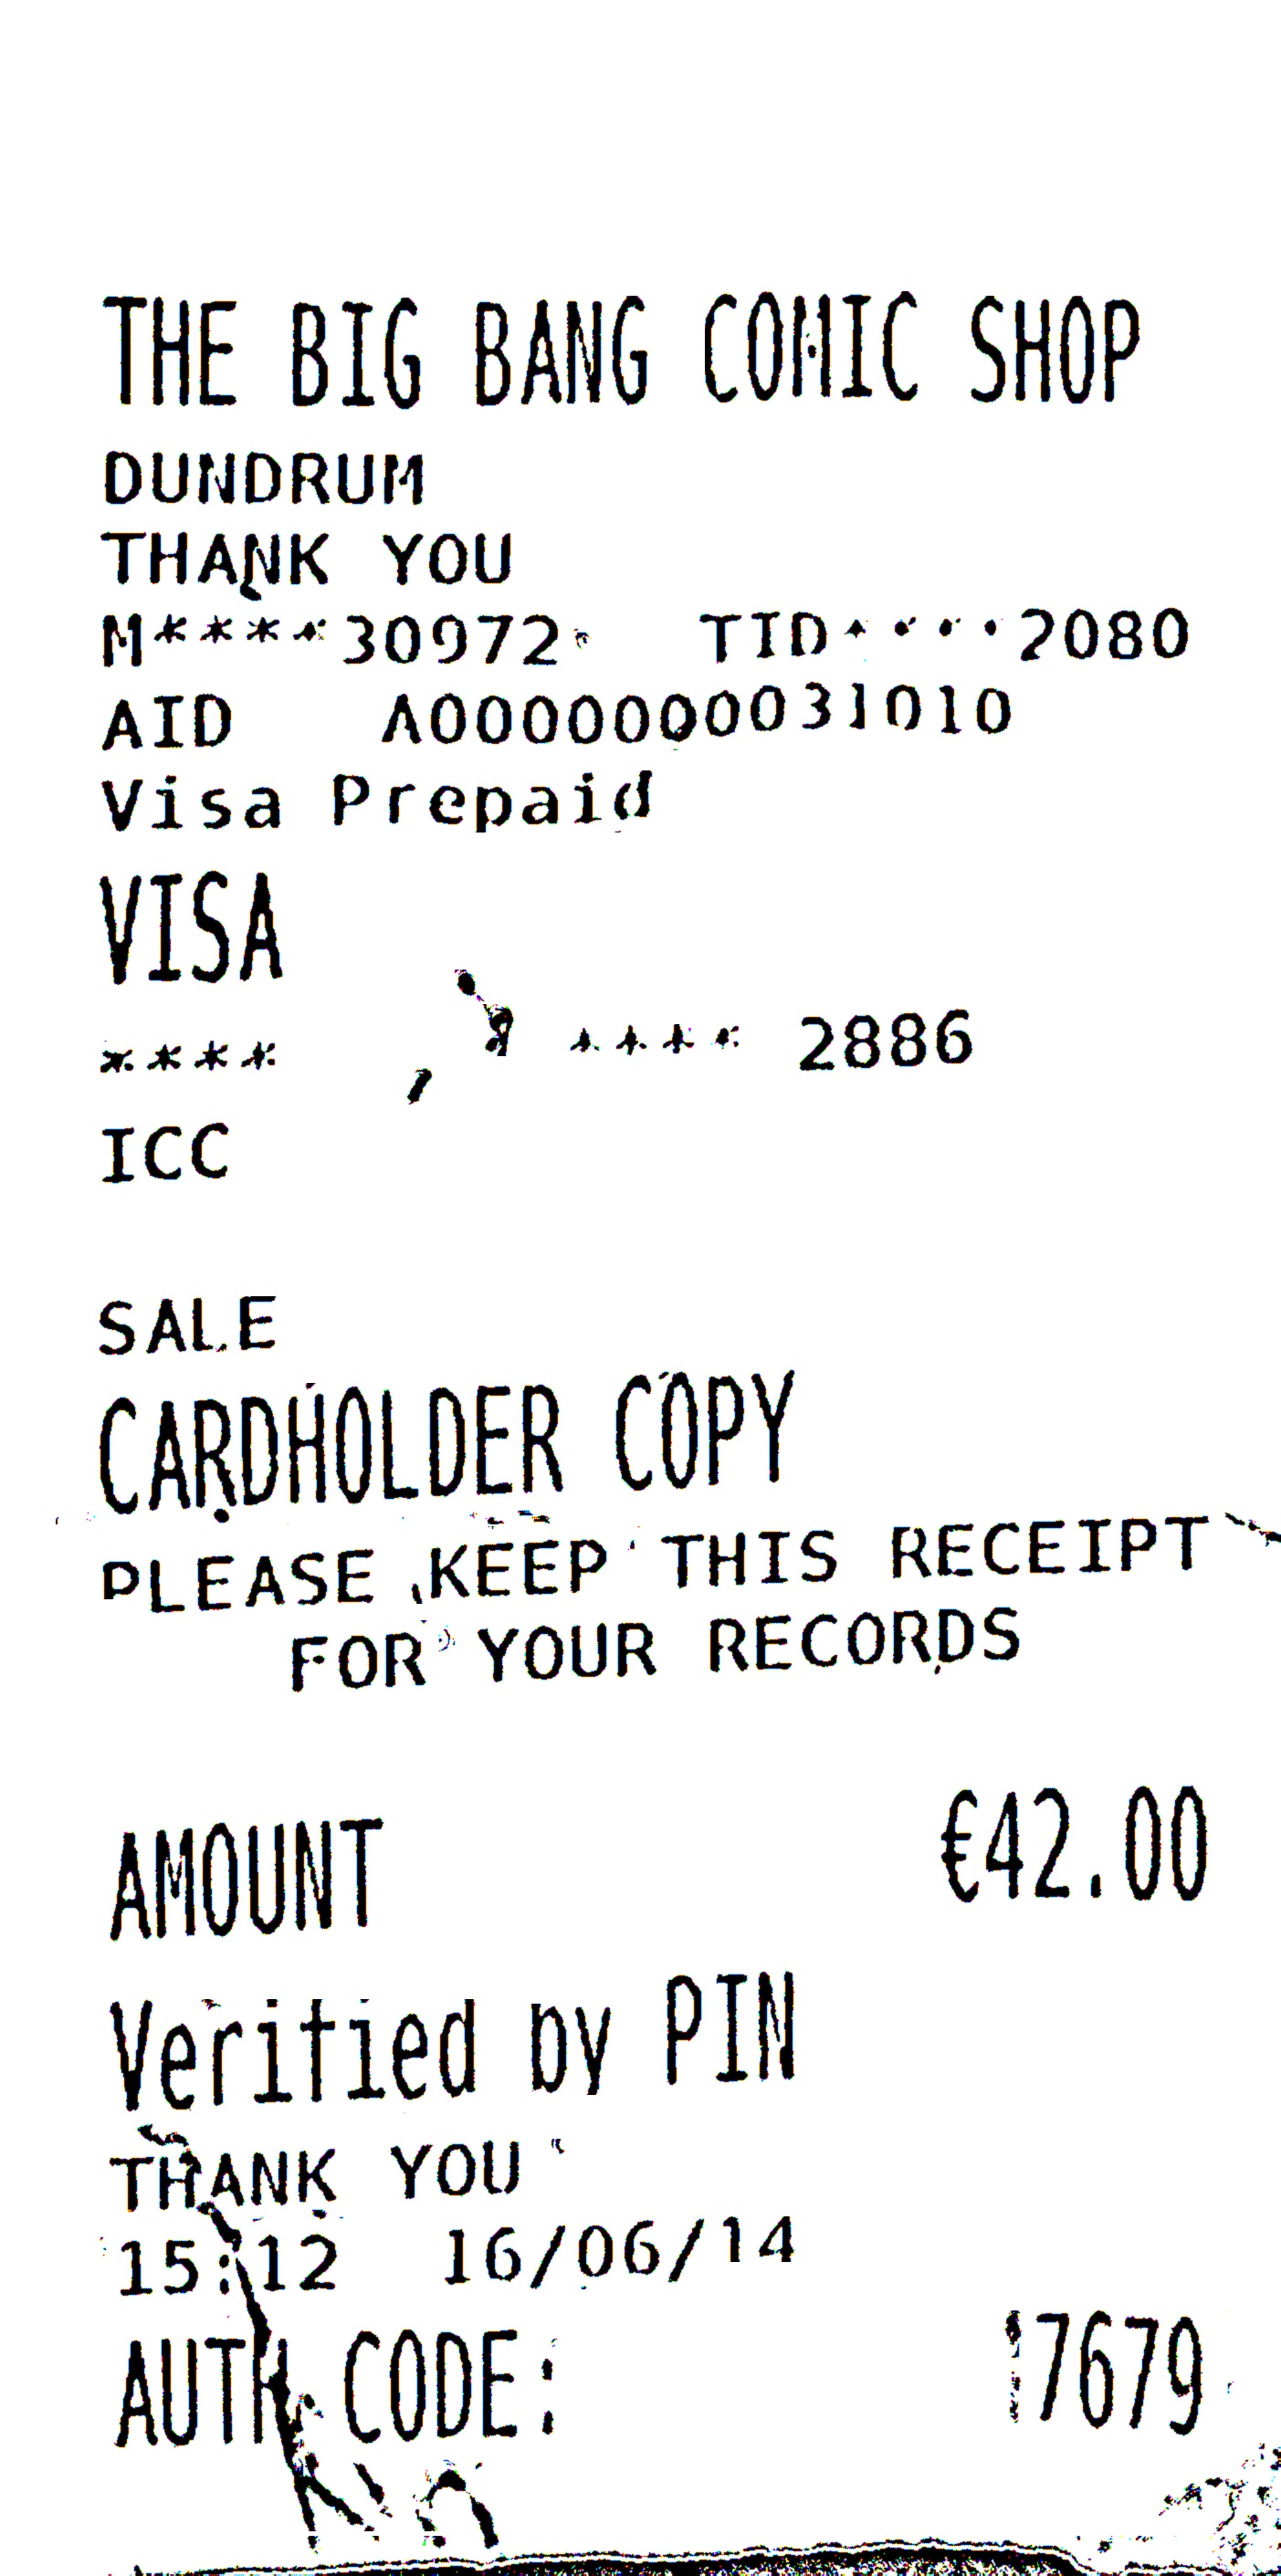 THE BIG BANG COMIC SHOP
DUNDRUM
THANK YOU
M****30972 TID****2080
AID A0000000031010
Visa Prepaid
VISA
**** **** 2886
ICC
SALE
CARDHOLDER COPY
PLEASE KEEP THIS RECEIPT
FOR YOUR RECORDS
AMOUNT €42.00
Verified by PIN
THANK YOU
15:12 16/06/14
AUTH CODE: